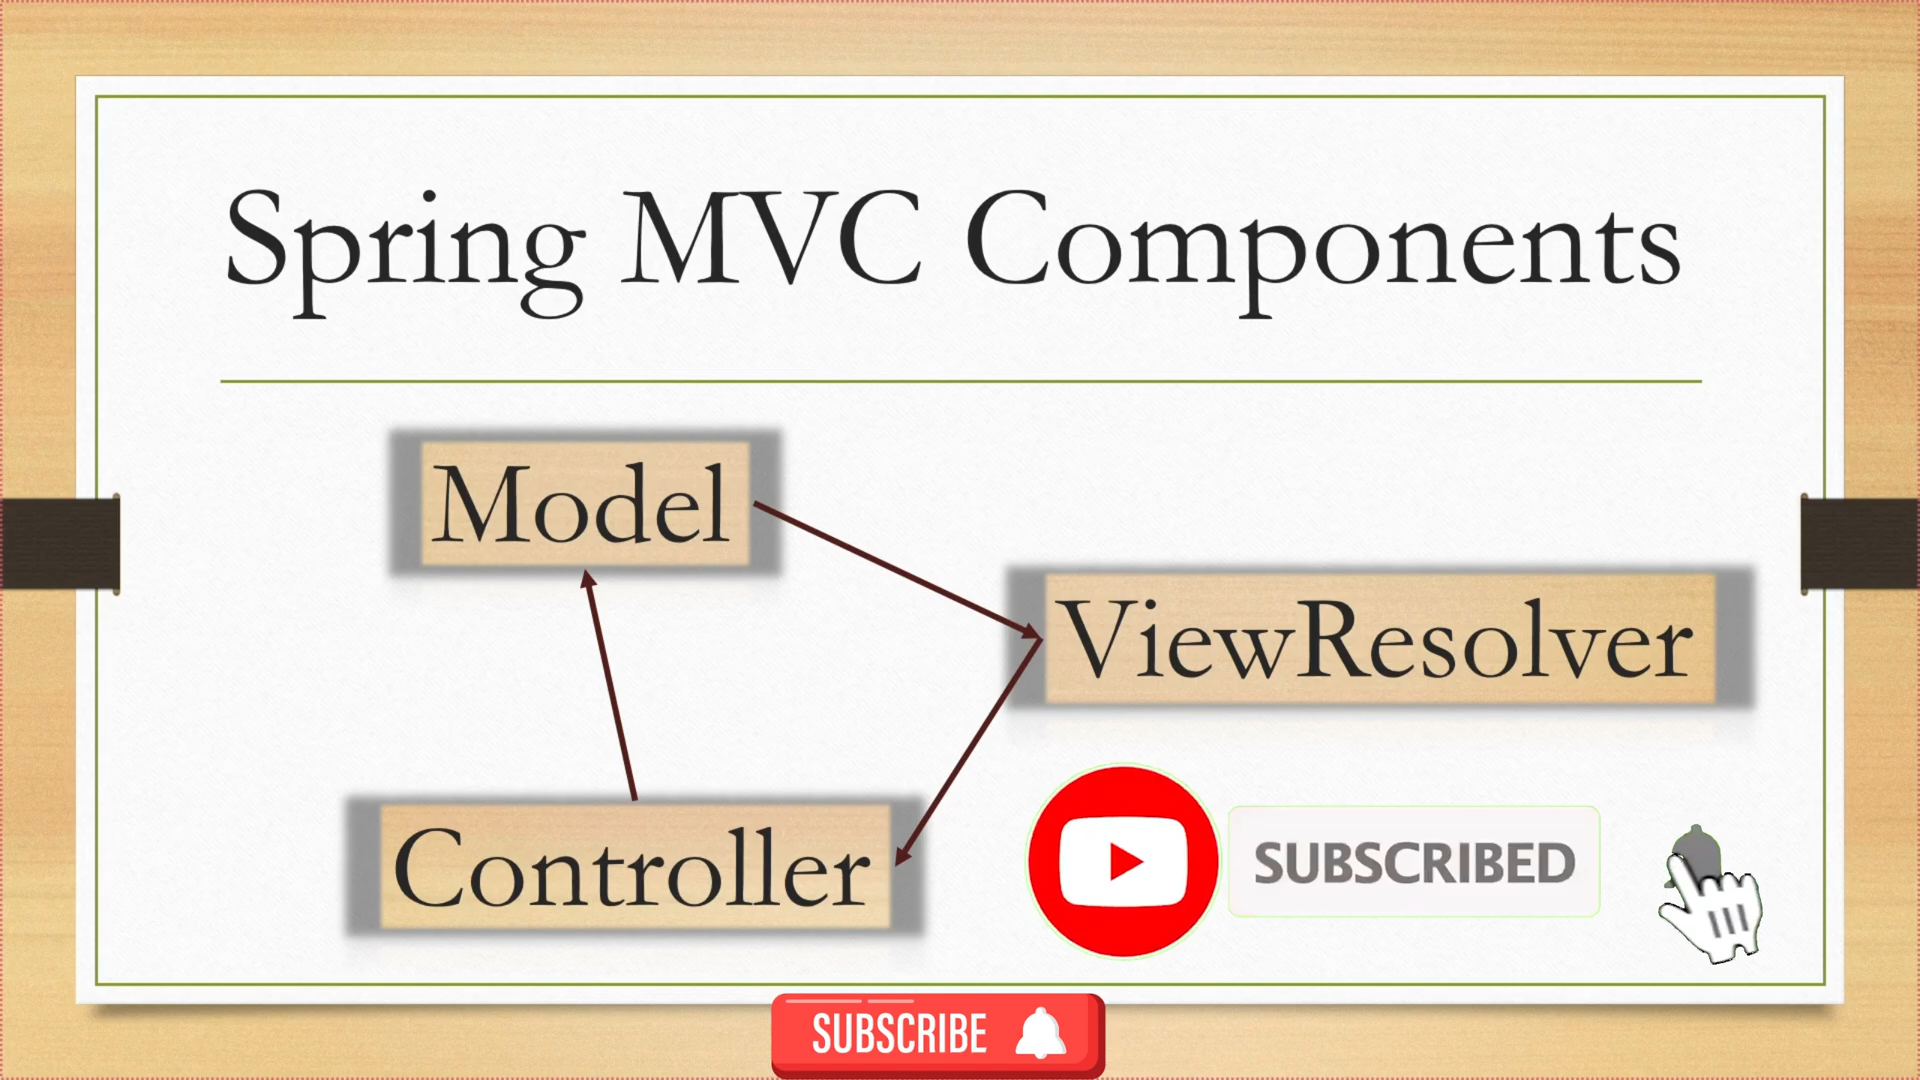 Spring MVC Components
Model
ViewResolver
Controller
SUBSCRIBED
SUBSCRIBE